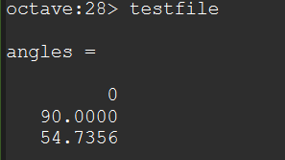 octave:28> testfile
angles =
0
90.0000
54.7356